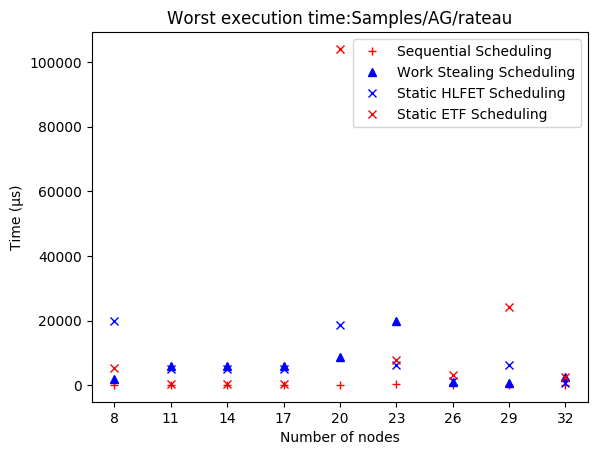 Worst execution time:Samples/AG/rateau
Sequential Scheduling
Work Stealing Scheduling
Static HLFET Scheduling
Static ETF Scheduling
Time (µs)
100000
80000
60000
40000
20000
0
8 11 14 17 20 23 26 29 32
Number of nodes